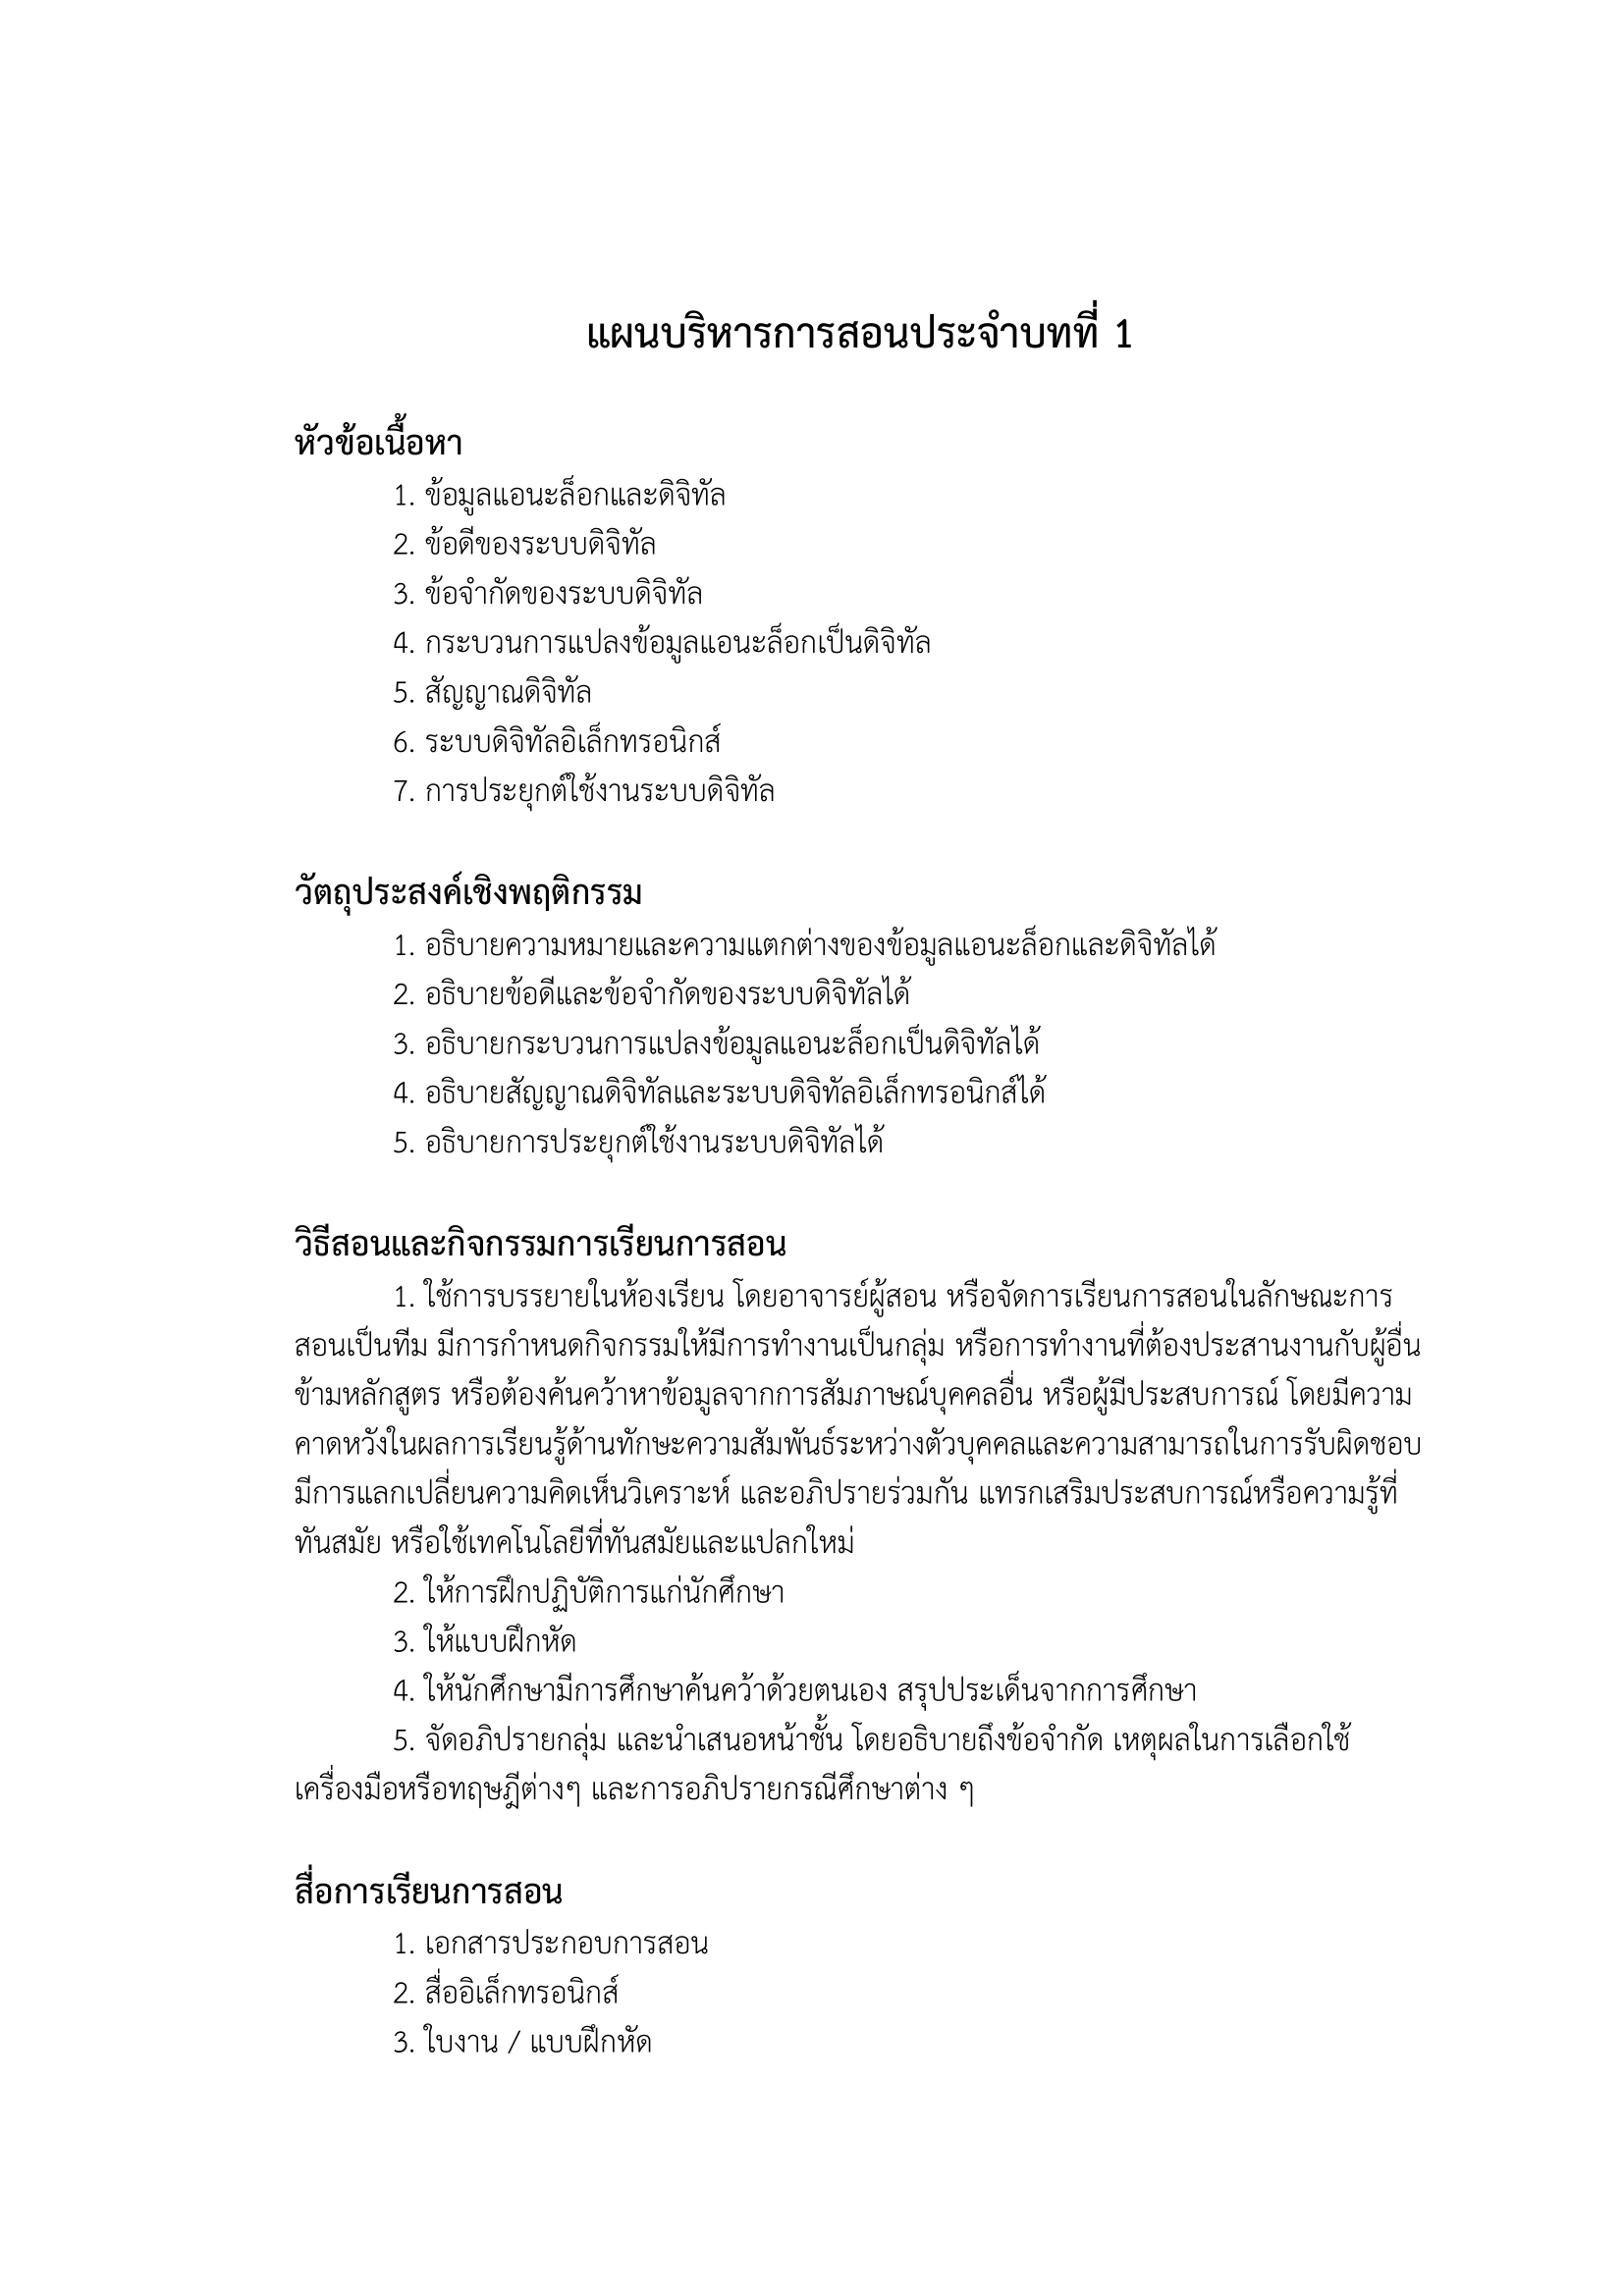 แผนบริหารการสอนประจำบทที่ 1
หัวข้อเนื้อหา
1. ข้อมูลแอนะล็อกและดิจิทัล
2. ข้อดีของระบบดิจิทัล
3. ข้อจำกัดของระบบดิจิทัล
4. กระบวนการแปลงข้อมูลแอนะล็อกเป็นดิจิทัล
5. สัญญาณดิจิทัล
6. ระบบดิจิทัลอิเล็กทรอนิกส์
7. การประยุกต์ใช้งานระบบดิจิทัล
วัตถุประสงค์เชิงพฤติกรรม
1. อธิบายความหมายและความแตกต่างของข้อมูลแอนะล็อกและดิจิทัลได้
2. อธิบายข้อดีและข้อจำกัดของระบบดิจิทัลได้
3. อธิบายกระบวนการแปลงข้อมูลแอนะล็อกเป็นดิจิทัลได้
4. อธิบายสัญญาณดิจิทัลและระบบดิจิทัลอิเล็กทรอนิกส์ได้
5. อธิบายการประยุกต์ใช้งานระบบดิจิทัลได้
วิธีสอนและกิจกรรมการเรียนการสอน
1. ใช้การบรรยายในห้องเรียน โดยอาจารย์ผู้สอน หรือจัดการเรียนการสอนในลักษณะการ
สอนเป็นทีม มีการกำหนดกิจกรรมให้มีการทำงานเป็นกลุ่ม หรือการทำงานที่ต้องประสานงานกับผู้อื่น
ข้ามหลักสูตร หรือต้องค้นคว้าหาข้อมูลจากการสัมภาษณ์บุคคลอื่น หรือผู้มีประสบการณ์ โดยมีความ
คาดหวังในผลการเรียนรู้ด้านทักษะความสัมพันธ์ระหว่างตัวบุคคลและความสามารถในการรับผิดชอบ
มีการแลกเปลี่ยนความคิดเห็นวิเคราะห์ และอภิปรายร่วมกัน แทรกเสริมประสบการณ์หรือความรู้ที่
ทันสมัย หรือใช้เทคโนโลยีที่ทันสมัยและแปลกใหม่
2. ให้การฝึกปฏิบัติการแก่นักศึกษา
3. ให้แบบฝึกหัด
4. ให้นักศึกษามีการศึกษาค้นคว้าด้วยตนเอง สรุปประเด็นจากการศึกษา
5. จัดอภิปรายกลุ่ม และนำเสนอหน้าชั้น โดยอธิบายถึงข้อจำกัด เหตุผลในการเลือกใช้
เครื่องมือหรือทฤษฎีต่างๆ และการอภิปรายกรณีศึกษาต่าง ๆ
สื่อการเรียนการสอน
1. เอกสารประกอบการสอน
2. สื่ออิเล็กทรอนิกส์
3. ใบงาน / แบบฝึกหัด